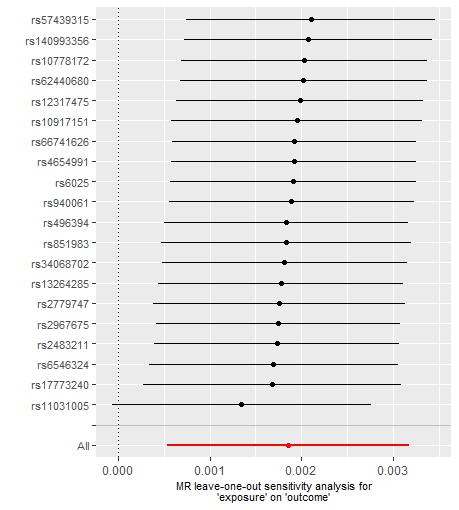 rs57439315
rs140993356
rs10778172
rs62440680
rs12317475
rs10917151
rs66741626
rs4654991
rs6025
rs940061
rs496394
rs851983
rs34068702
rs13264285
rs2779747
rs2967675
rs2483211
rs6546324
rs17773240
rs11031005
All
0.000 0.001 0.002 0.003
MR leave-one-out sensitivity analysis for
'exposure' on 'outcome'